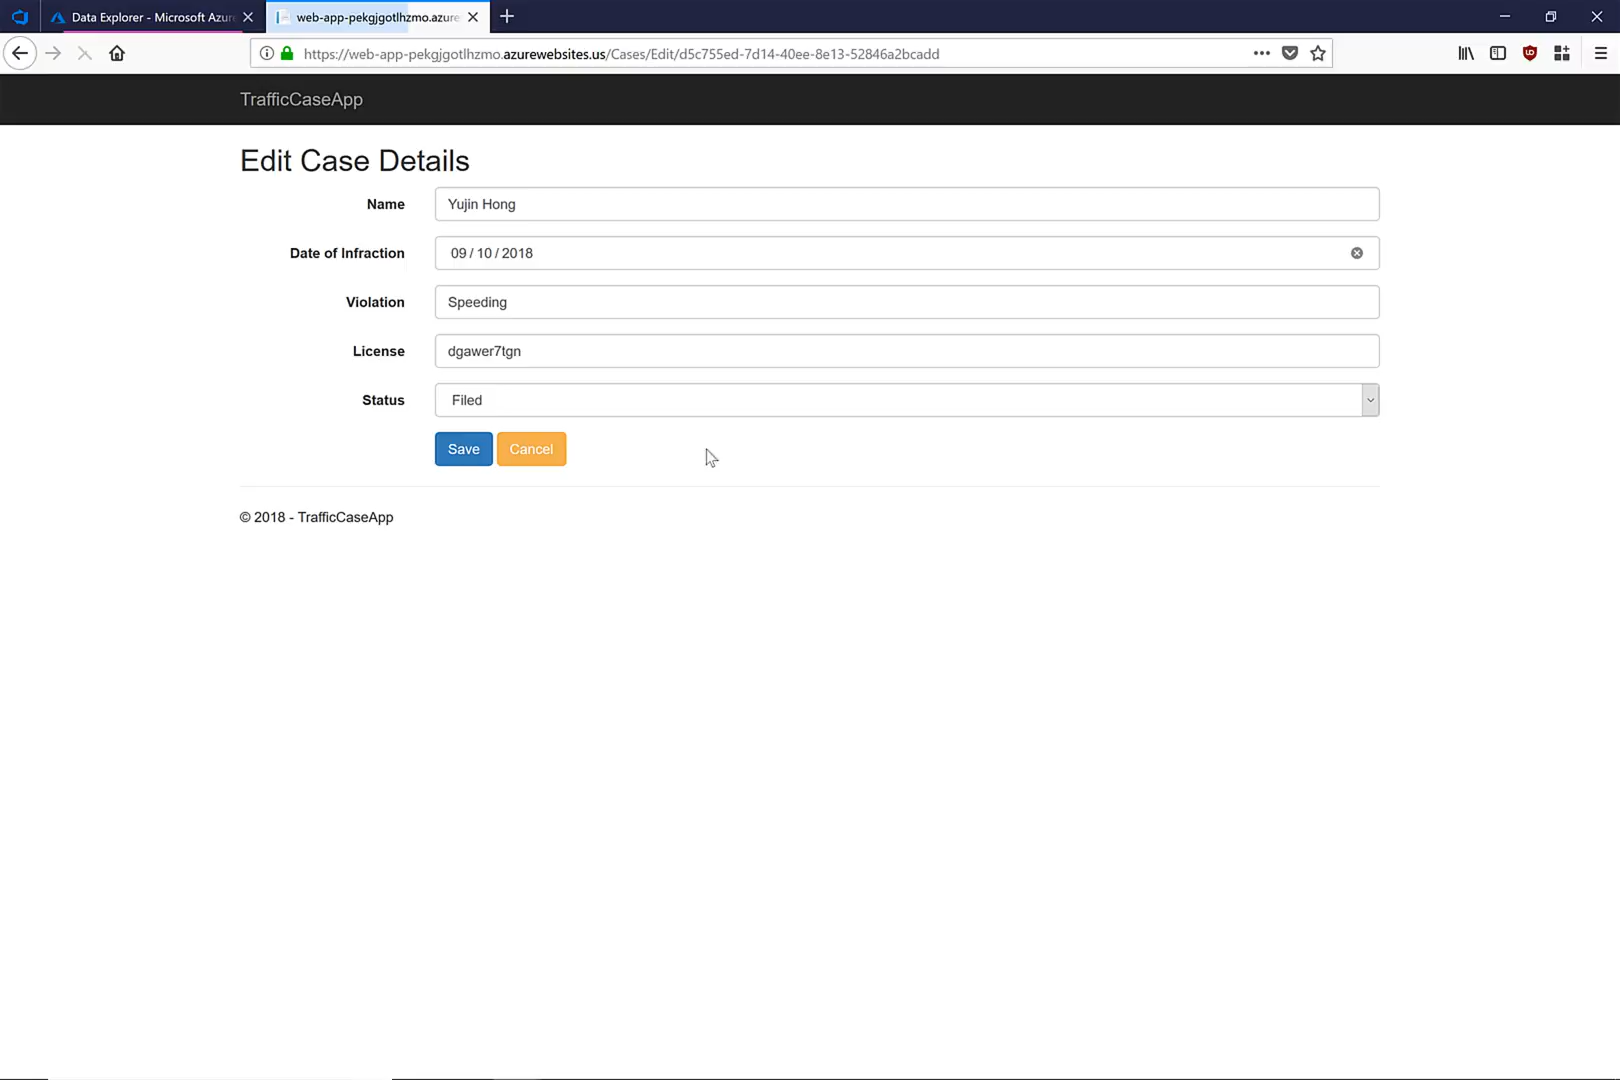 Data Explorer - Microsoft Azur
web-app-pekgjgotlhzmo.azure
https://web-app-pekgjgotlhzmo.azurewebsites.us/Cases/Edit/d5c755ed-7d14-40ee-8e13-52846a2bcadd
TrafficCaseApp
Edit Case Details
Name Yujin Hong
Date of Infraction 09 / 10 / 2018
Violation Speeding
License dgawer7tgn
Status Filed
Save Cancel
© 2018 - TrafficCaseApp